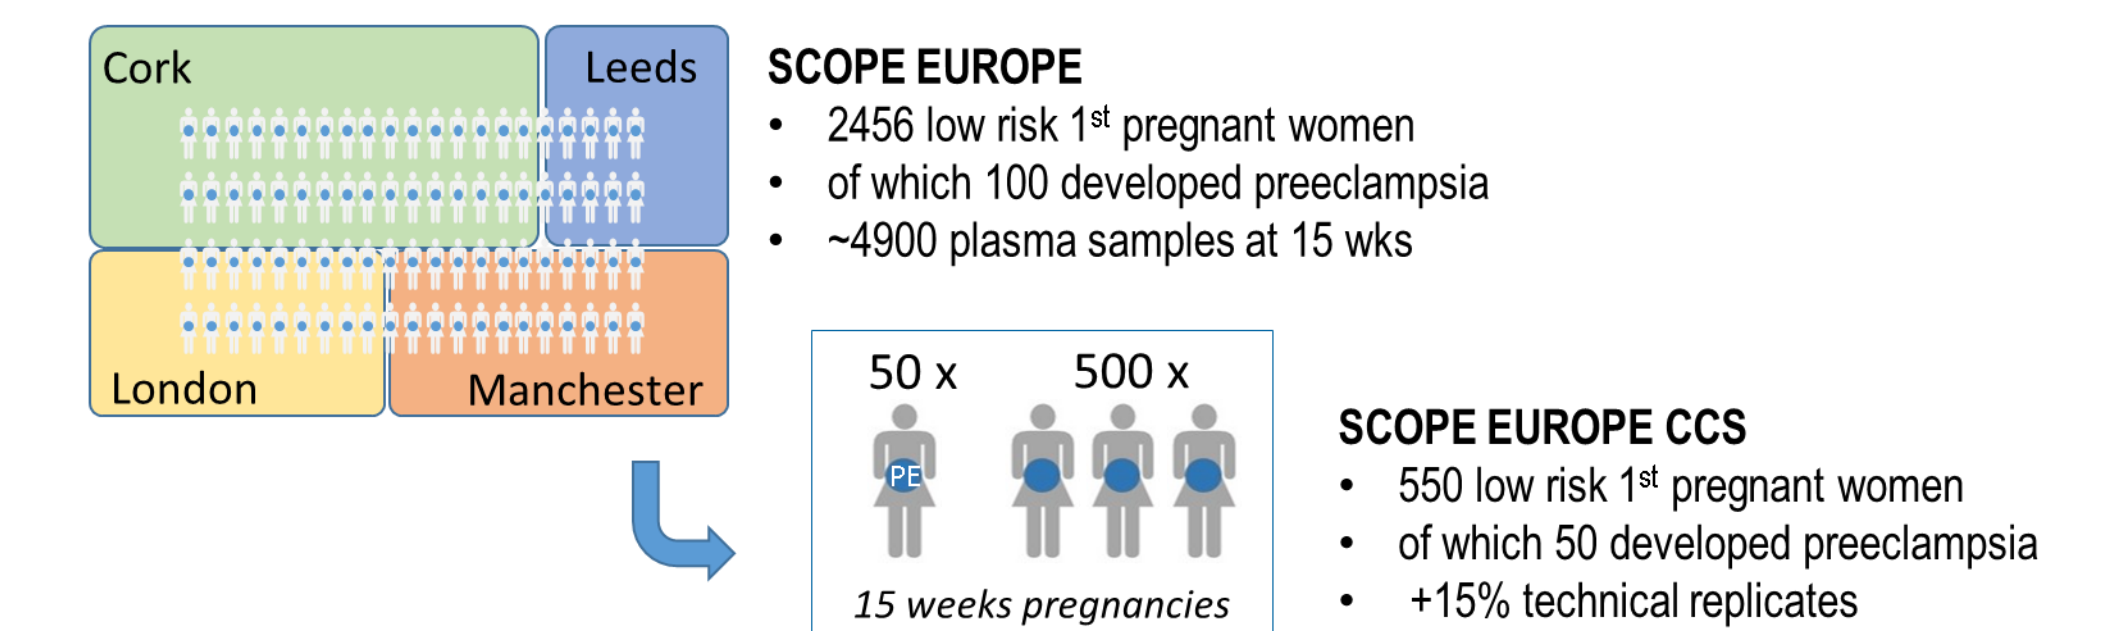 Cork
Leeds
London
Manchester
SCOPE EUROPE
• 2456 low risk 1st pregnant women
• of which 100 developed preeclampsia
• ~4900 plasma samples at 15 wks
50 x
500 x
PE
15 weeks pregnancies
SCOPE EUROPE CCS
• 550 low risk 1st pregnant women
• of which 50 developed preeclampsia
• +15% technical replicates